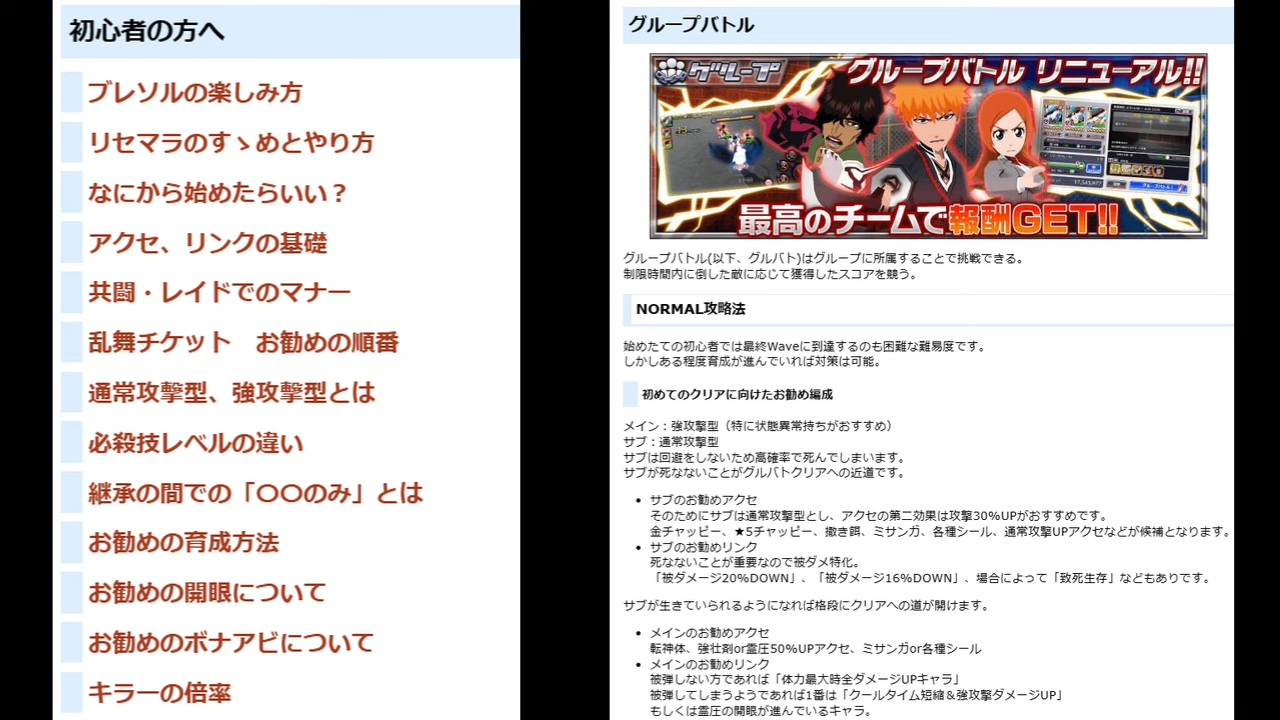 初心者の方へ
ブレソルの楽しみ方
リセマラのすゝめとやり方
なにから始めたらいい？
アクセ、リンクの基礎
共闘・レイドでのマナー
乱舞チケット　お勧めの順番
通常攻撃型、強攻撃型とは
必殺技レベルの違い
継承の間での「〇〇のみ」とは
お勧めの育成方法
お勧めの開眼について
お勧めのボナアビについて
キラーの倍率
グループバトル
グループ
グループバトル リニューアル!!
最高のチームで報酬GET!!
グループバトル(以下、グルバト)はグループに所属することで挑戦できる。
制限時間内に倒した敵に応じて獲得したスコアを競う。
NORMAL攻略法
始めたての初心者では最終Waveに到達するのも困難な難易度です。
しかしある程度育成が進んでいれば対策は可能。
初めてのクリアに向けたお勧め編成
メイン：強攻撃型（特に状態異常持ちがおすすめ）
サブ：通常攻撃型
サブは回避をしないため高確率で死んでしまいます。
サブが死なないことがグルバトクリアへの近道です。
• サブのお勧めアクセ
そのためにサブは通常攻撃型とし、アクセの第二効果は攻撃30%UPがおすすめです。
金チャッピー、★5チャッピー、撒き餌、ミサンガ、各種シール、通常攻撃UPアクセなどが候補となります。
• サブのお勧めリンク
死なないことが重要なので被ダメ特化。
「被ダメージ20%DOWN」、「被ダメージ16%DOWN」、場合によって「致死生存」などもありです。
サブが生きていられるようになれば格段にクリアへの道が開けます。
• メインのお勧めアクセ
転神体、強壮剤or霊圧50%UPアクセ、ミサンガor各種シール
• メインのお勧めリンク
被弾しない方であれば「体力最大時全ダメージUPキャラ」
被弾してしまうようであれば1番は「クールタイム短縮＆強攻撃ダメージUP」
もしくは霊圧の開眼が進んでいるキャラ。